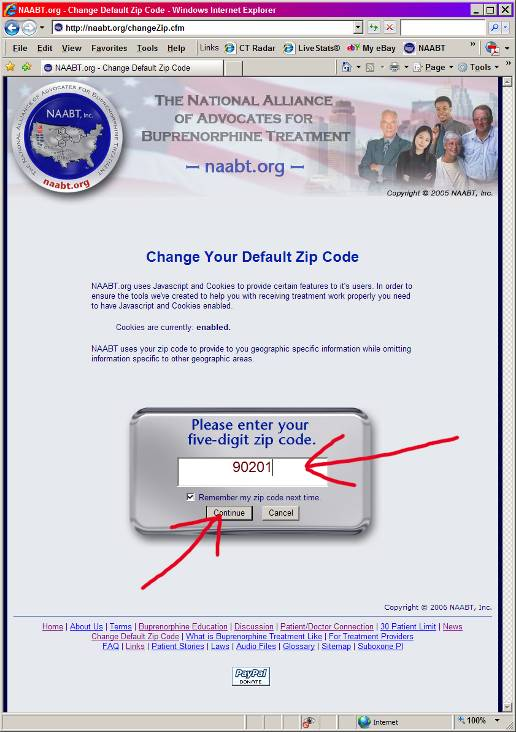 NAABT.org - Change Default Zip Code - Windows Internet Explorer
http://naabt.org/changeZip.cfm
File Edit View Favorites Tools Help Links CT Radar LiveStats® My eBay NAABT
NAABT.org - Change Default Zip Code Page Tools
THE NATIONAL ALLIANCE OF ADVOCATES FOR BUPRENORPHINE TREATMENT
NAABT, Inc.
naabt.org
THE NATIONAL ALLIANCE
OF ADVOCATES FOR
BUPRENORPHINE TREATMENT
— naabt.org —
Copyright © 2005 NAABT, Inc.
Change Your Default Zip Code
NAABT.org uses Javascript and Cookies to provide certain features to it's users. In order to
ensure the tools we've created to help you with receiving treatment work properly you need
to have Javascript and Cookies enabled.
Cookies are currently: enabled.
NAABT uses your zip code to provide to you geographic specific information while omitting
information specific to other geographic areas.
Please enter your
five-digit zip code.
90201
Remember my zip code next time.
Continue Cancel
Copyright © 2006 NAABT, Inc.
Home | About Us | Terms | Buprenorphine Education | Discussion | Patient/Doctor Connection | 30 Patient Limit | News
Change Default Zip Code | What is Buprenorphine Treatment Like | For Treatment Providers
FAQ | Links | Patient Stories | Laws | Audio Files | Glossary | Sitemap | Suboxone PI
PayPal
DONATE
Internet 100%